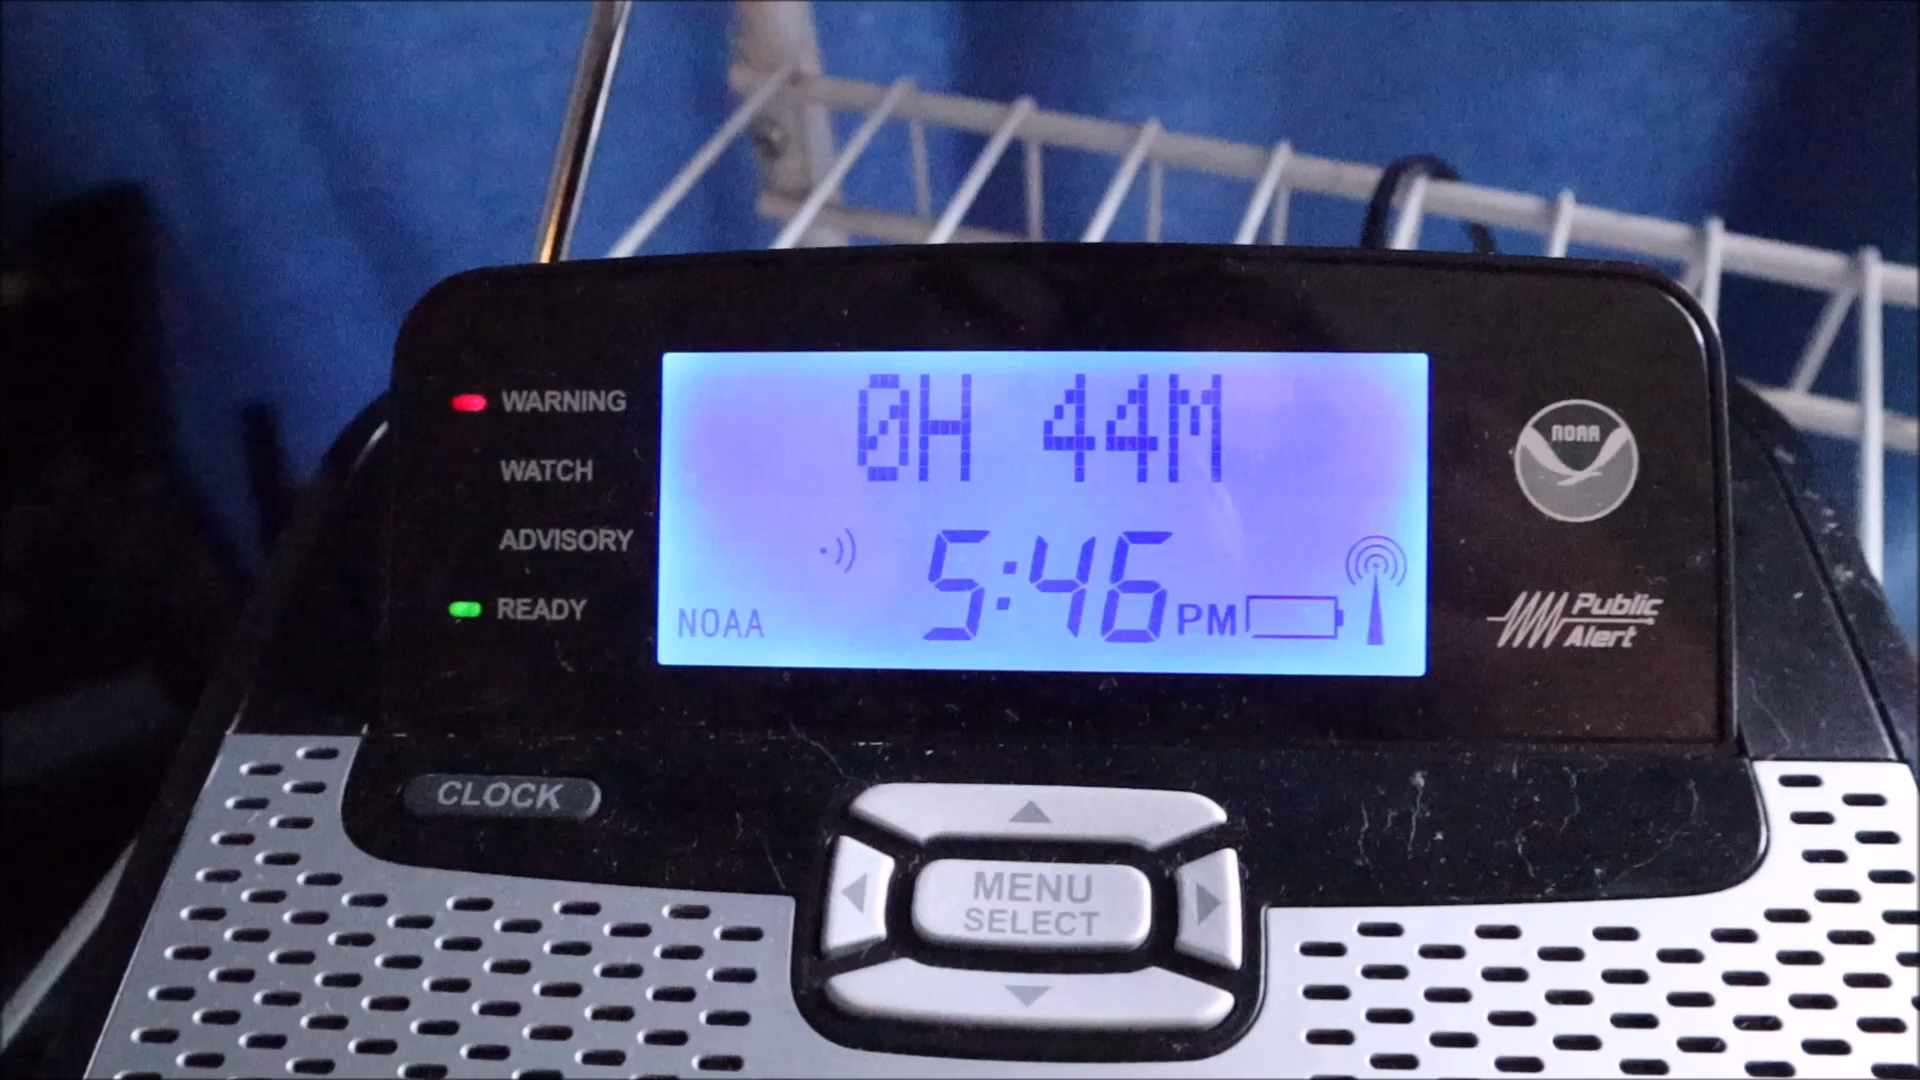 0H 44M
WARNING
WATCH
ADVISORY
READY
NOAA
5:46 PM
NOAA
Public
Alert
CLOCK
MENU
SELECT